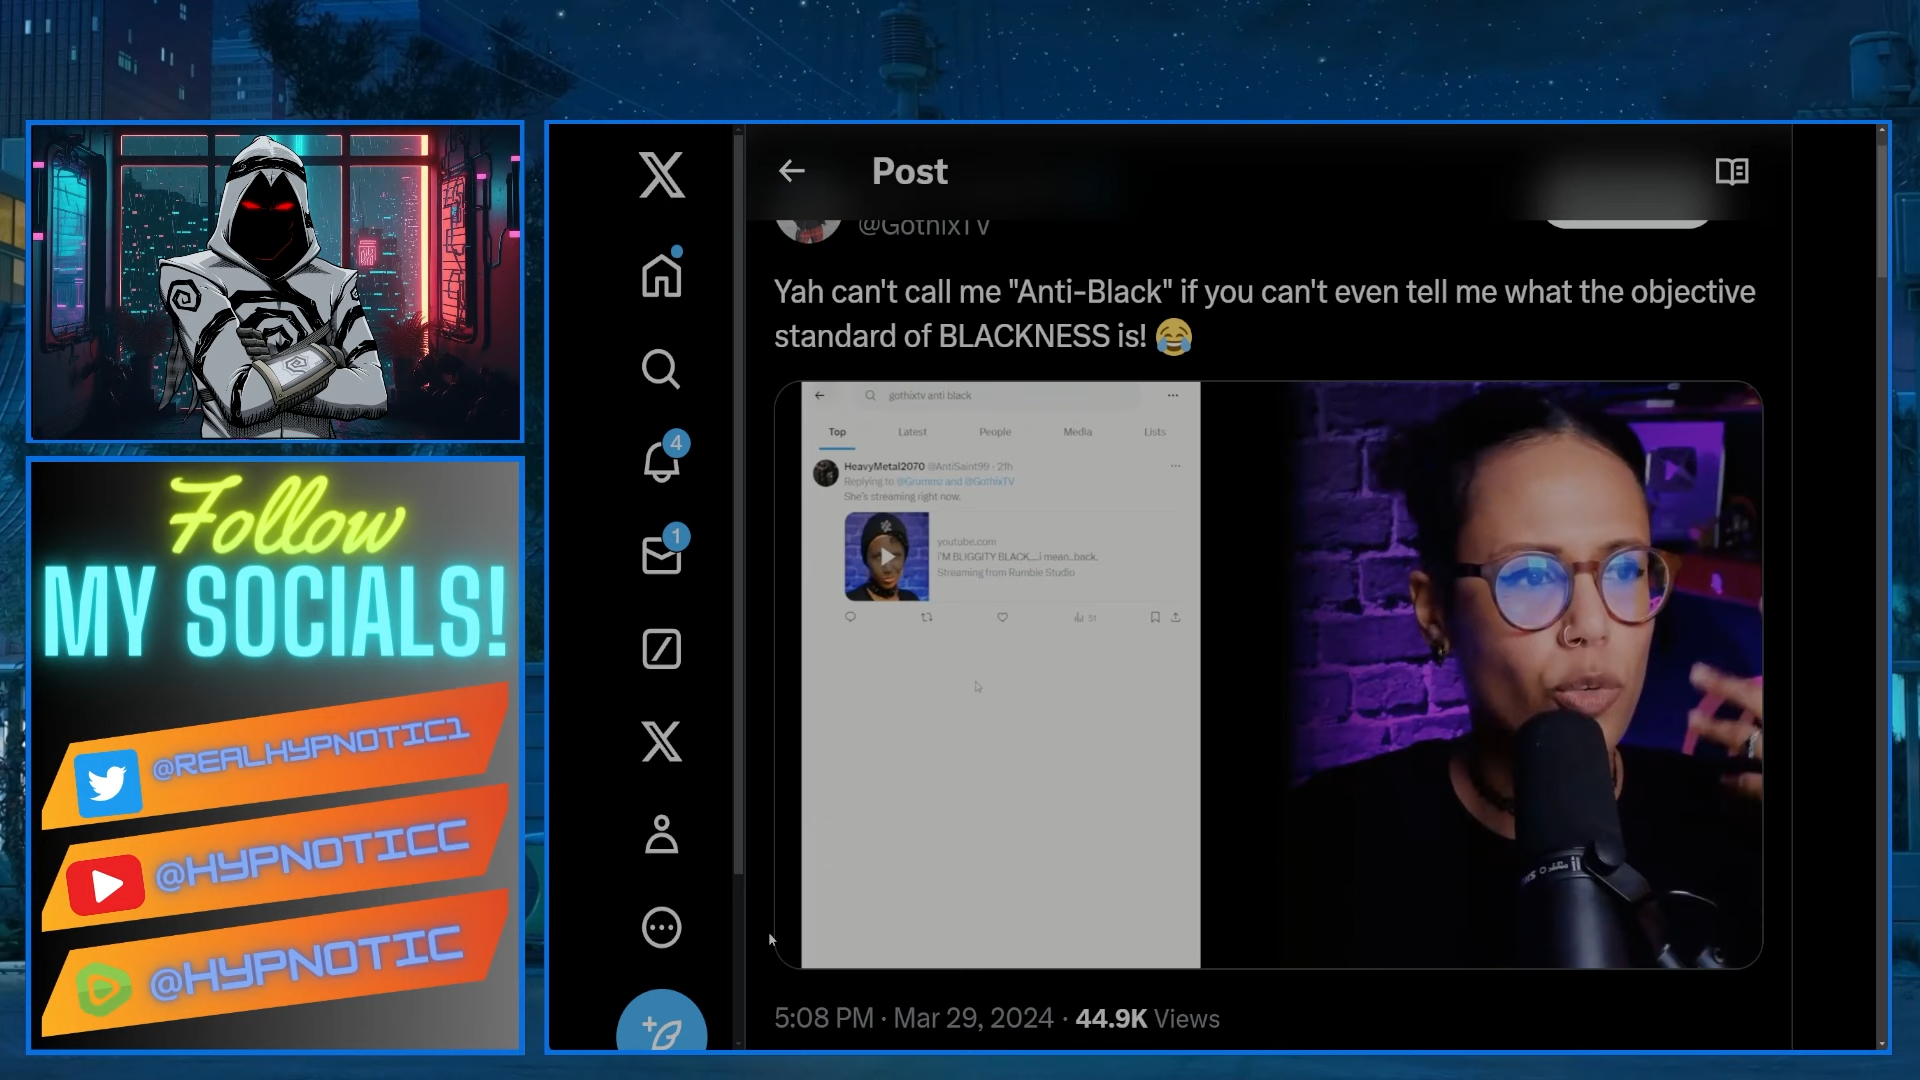 Follow
MY SOCIALS!
@REALHYPNOTIC1
@HYPNOTICC
@HYPNOTIC
4
1
Post
@GothixTV
Yah can't call me "Anti-Black" if you can't even tell me what the objective
standard of BLACKNESS is! 😂
gothixtv anti black
Top Latest People Media Lists
HeavyMetal2070 @AntiSaint99 · 21h
Replying to @Grummz and @GothixTV
She's streaming right now.
youtube.com
I'M BLIGGITY BLACK....i mean..back.
Streaming from Rumble Studio
51
5:08 PM · Mar 29, 2024 · 44.9K Views